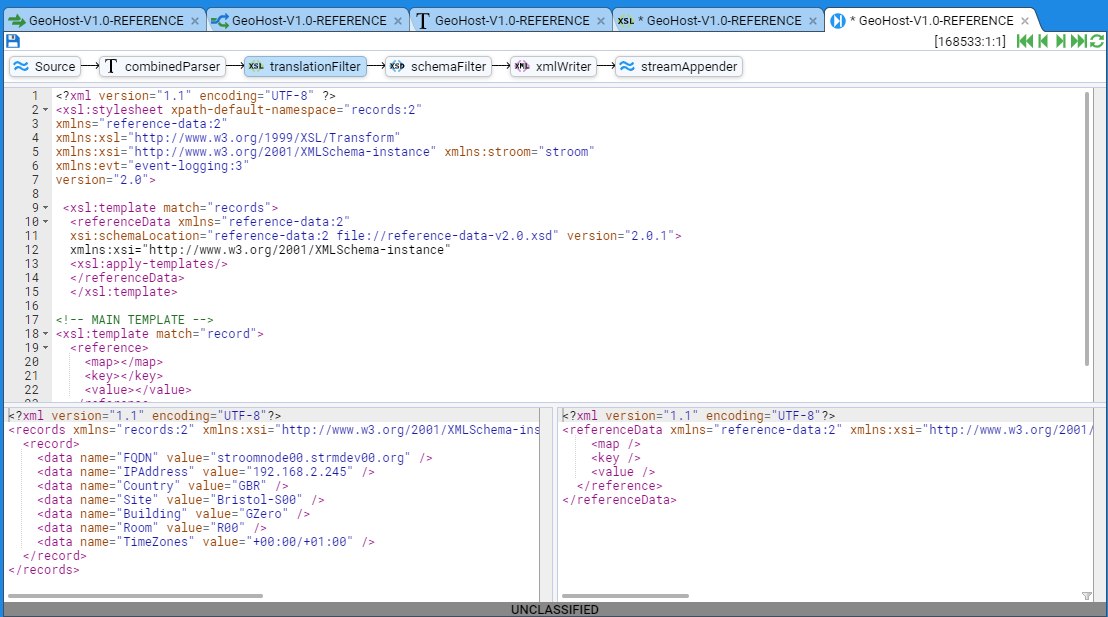 GeoHost-V1.0-REFERENCE × GeoHost-V1.0-REFERENCE × T GeoHost-V1.0-REFERENCE × XSL * GeoHost-V1.0-REFERENCE × * GeoHost-V1.0-REFERENCE ×
[168533:1:1]
Source T combinedParser XSL translationFilter XSD schemaFilter XML xmlWriter streamAppender
1 <?xml version="1.1" encoding="UTF-8" ?>
2 <xsl:stylesheet xpath-default-namespace="records:2"
3 xmlns="reference-data:2"
4 xmlns:xsl="http://www.w3.org/1999/XSL/Transform"
5 xmlns:xsi="http://www.w3.org/2001/XMLSchema-instance" xmlns:stroom="stroom"
6 xmlns:evt="event-logging:3"
7 version="2.0">
8
9 <xsl:template match="records">
10 <referenceData xmlns="reference-data:2"
11 xsi:schemaLocation="reference-data:2 file://reference-data-v2.0.xsd" version="2.0.1">
12 xmlns:xsi="http://www.w3.org/2001/XMLSchema-instance"
13 <xsl:apply-templates/>
14 </referenceData>
15 </xsl:template>
16
17 <!-- MAIN TEMPLATE -->
18 <xsl:template match="record">
19 <reference>
20 <map></map>
21 <key></key>
22 <value></value>
<?xml version="1.1" encoding="UTF-8"?>
<records xmlns="records:2" xmlns:xsi="http://www.w3.org/2001/XMLSchema-ins
<record>
<data name="FQDN" value="stroomnode00.strmdev00.org" />
<data name="IPAddress" value="192.168.2.245" />
<data name="Country" value="GBR" />
<data name="Site" value="Bristol-S00" />
<data name="Building" value="GZero" />
<data name="Room" value="R00" />
<data name="TimeZones" value="+00:00/+01:00" />
</record>
</records>
<?xml version="1.1" encoding="UTF-8"?>
<referenceData xmlns="reference-data:2" xmlns:xsi="http://www.w3.org/2001/
<map />
<key />
<value />
</reference>
</referenceData>
UNCLASSIFIED